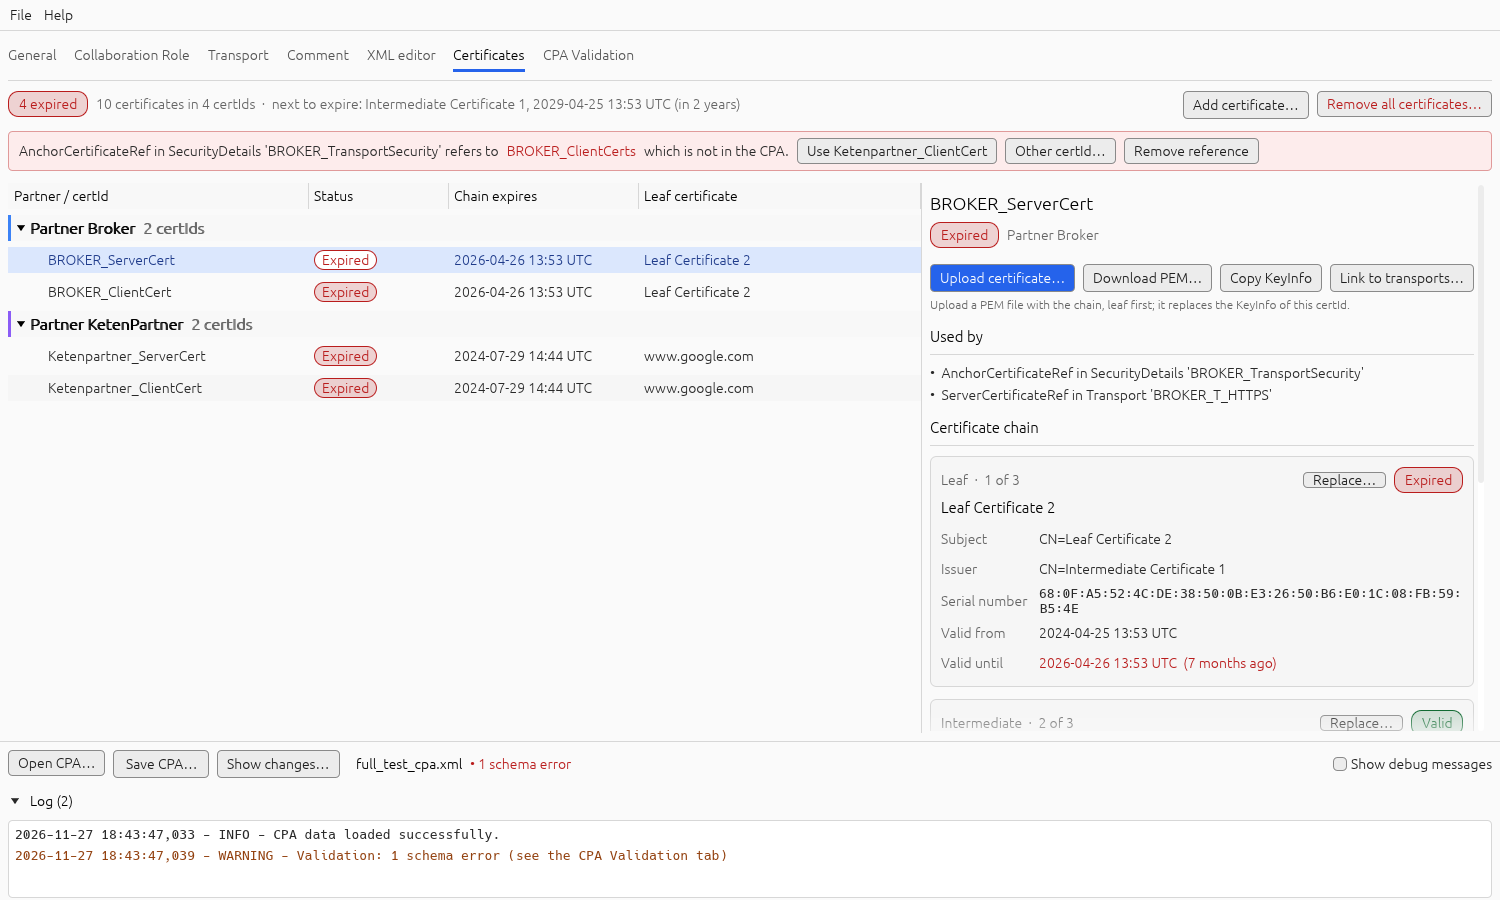 File Help
General Collaboration Role Transport Comment XML editor Certificates CPA Validation
4 expired 10 certificates in 4 certIds · next to expire: Intermediate Certificate 1, 2029-04-25 13:53 UTC (in 2 years) Add certificate... Remove all certificates...
AnchorCertificateRef in SecurityDetails 'BROKER_TransportSecurity' refers to BROKER_ClientCerts which is not in the CPA. Use Ketenpartner_ClientCert Other certId... Remove reference
Partner / certId Status Chain expires Leaf certificate
Partner Broker 2 certIds
BROKER_ServerCert Expired 2026-04-26 13:53 UTC Leaf Certificate 2
BROKER_ClientCert Expired 2026-04-26 13:53 UTC Leaf Certificate 2
Partner KetenPartner 2 certIds
Ketenpartner_ServerCert Expired 2024-07-29 14:44 UTC www.google.com
Ketenpartner_ClientCert Expired 2024-07-29 14:44 UTC www.google.com
BROKER_ServerCert
Expired Partner Broker
Upload certificate... Download PEM... Copy KeyInfo Link to transports...
Upload a PEM file with the chain, leaf first; it replaces the KeyInfo of this certId.
Used by
• AnchorCertificateRef in SecurityDetails 'BROKER_TransportSecurity'
• ServerCertificateRef in Transport 'BROKER_T_HTTPS'
Certificate chain
Leaf · 1 of 3 Replace... Expired
Leaf Certificate 2
Subject CN=Leaf Certificate 2
Issuer CN=Intermediate Certificate 1
Serial number 68:0F:A5:52:4C:DE:38:50:0B:E3:26:50:B6:E0:1C:08:FB:59:
B5:4E
Valid from 2024-04-25 13:53 UTC
Valid until 2026-04-26 13:53 UTC (7 months ago)
Intermediate · 2 of 3 Replace... Valid
Open CPA... Save CPA... Show changes... full_test_cpa.xml • 1 schema error Show debug messages
Log (2)
2026-11-27 18:43:47,033 - INFO - CPA data loaded successfully.
2026-11-27 18:43:47,039 - WARNING - Validation: 1 schema error (see the CPA Validation tab)